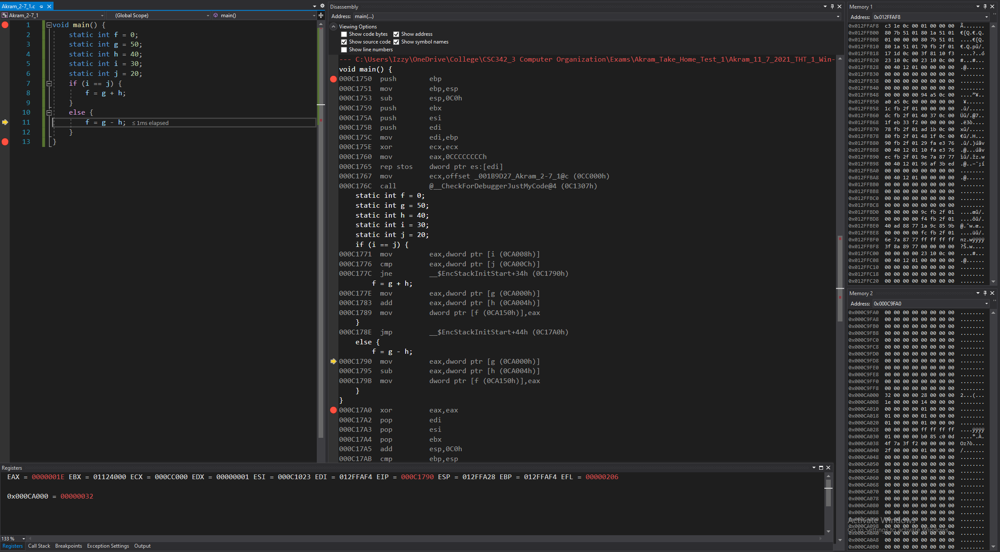 Akram_2-7_1.c
Akram_2-7_1 (Global Scope) main()
1 void main() {
2 static int f = 0;
3 static int g = 50;
4 static int h = 40;
5 static int i = 30;
6 static int j = 20;
7 if (i == j) {
8 f = g + h;
9 }
10 else {
11 f = g - h; ≤ 1ms elapsed
12 }
13 }
Disassembly
Address: main(...)
Viewing Options
Show code bytes Show address
Show source code Show symbol names
Show line numbers
--- C:\Users\Izzy\OneDrive\College\CSC342_3 Computer Organization\Exams\Akram_Take_Home_Test_1\Akram_11_7_2021_THT_1_Win-
void main() {
000C1750 push ebp
000C1751 mov ebp,esp
000C1753 sub esp,0C0h
000C1759 push ebx
000C175A push esi
000C175B push edi
000C175C mov edi,ebp
000C175E xor ecx,ecx
000C1760 mov eax,0CCCCCCCCh
000C1765 rep stos dword ptr es:[edi]
000C1767 mov ecx,offset _001B9D27_Akram_2-7_1@c (0CC000h)
000C176C call @__CheckForDebuggerJustMyCode@4 (0C1307h)
static int f = 0;
static int g = 50;
static int h = 40;
static int i = 30;
static int j = 20;
if (i == j) {
000C1771 mov eax,dword ptr [i (0CA008h)]
000C1776 cmp eax,dword ptr [j (0CA00Ch)]
000C177C jne __$EncStackInitStart+34h (0C1790h)
f = g + h;
000C177E mov eax,dword ptr [g (0CA000h)]
000C1783 add eax,dword ptr [h (0CA004h)]
000C1789 mov dword ptr [f (0CA150h)],eax
}
000C178E jmp __$EncStackInitStart+44h (0C17A0h)
else {
f = g - h;
000C1790 mov eax,dword ptr [g (0CA000h)]
000C1795 sub eax,dword ptr [h (0CA004h)]
000C179B mov dword ptr [f (0CA150h)],eax
}
}
000C17A0 xor eax,eax
000C17A2 pop edi
000C17A3 pop esi
000C17A4 pop ebx
000C17A5 add esp,0C0h
000C17AB cmp ebp,esp
Memory 1
Address: 0x012FFAF8
0x012FFAF8 c3 1e 0c 00 01 00 00 00 Ã.......
0x012FFB00 80 7b 51 01 80 1a 51 01 €{Q.€.Q.
0x012FFB08 01 00 00 00 80 7b 51 01 ....€{Q.
0x012FFB10 80 1a 51 01 70 fb 2f 01 €.Q.pû/.
0x012FFB18 17 1d 0c 00 3f 81 10 f3 ....?..ó
0x012FFB20 23 10 0c 00 23 10 0c 00 #...#...
0x012FFB28 00 40 12 01 00 00 00 00 .@......
0x012FFB30 00 00 00 00 00 00 00 00 ........
0x012FFB38 00 00 00 00 00 00 00 00 ........
0x012FFB40 00 00 00 00 00 00 00 00 ........
0x012FFB48 00 00 00 00 94 a5 0c 00 ....”¥..
0x012FFB50 a0 a5 0c 00 00 00 00 00 ¥......
0x012FFB58 1c fb 2f 01 00 00 00 00 .û/.....
0x012FFB60 dc fb 2f 01 40 37 0c 00 Üû/.@7..
0x012FFB68 1f eb 33 f2 00 00 00 00 .ë3ò....
0x012FFB70 78 fb 2f 01 ad 1b 0c 00 xû/.....
0x012FFB78 80 fb 2f 01 48 1f 0c 00 €û/.H...
0x012FFB80 90 fb 2f 01 29 fa e3 76 .û/.)úãv
0x012FFB88 00 40 12 01 10 fa e3 76 .@...úãv
0x012FFB90 ec fb 2f 01 9e 7a 87 77 ìû/.žz.w
0x012FFB98 00 40 12 01 96 af 3b ed .@..–¯;í
0x012FFBA0 00 00 00 00 00 00 00 00 ........
0x012FFBA8 00 40 12 01 00 00 00 00 .@......
0x012FFBB0 00 00 00 00 00 00 00 00 ........
0x012FFBB8 00 00 00 00 00 00 00 00 ........
0x012FFBC0 00 00 00 00 00 00 00 00 ........
0x012FFBC8 00 00 00 00 00 00 00 00 ........
0x012FFBD0 00 00 00 00 9c fb 2f 01 ....œû/.
0x012FFBD8 00 00 00 00 f4 fb 2f 01 ....ôû/.
0x012FFBE0 40 ad 88 77 1a 9c 85 9b @.ˆw.œ..
0x012FFBE8 00 00 00 00 fc fb 2f 01 ....üû/.
0x012FFBF0 6e 7a 87 77 ff ff ff ff nz.wÿÿÿÿ
0x012FFBF8 3f 8a 89 77 00 00 00 00 ?Š.w....
0x012FFC00 00 00 00 00 23 10 0c 00 ....#...
0x012FFC08 00 40 12 01 00 00 00 00 .@......
0x012FFC10 00 00 00 00 00 00 00 00 ........
0x012FFC18 00 00 00 00 00 00 00 00 ........
0x012FFC20 00 00 00 00 00 00 00 00 ........
Memory 2
Address: 0x000C9FA0
0x000C9FA0 00 00 00 00 00 00 00 00 ........
0x000C9FA8 00 00 00 00 00 00 00 00 ........
0x000C9FB0 00 00 00 00 00 00 00 00 ........
0x000C9FB8 00 00 00 00 00 00 00 00 ........
0x000C9FC0 00 00 00 00 00 00 00 00 ........
0x000C9FC8 00 00 00 00 00 00 00 00 ........
0x000C9FD0 00 00 00 00 00 00 00 00 ........
0x000C9FD8 00 00 00 00 00 00 00 00 ........
0x000C9FE0 00 00 00 00 00 00 00 00 ........
0x000C9FE8 00 00 00 00 00 00 00 00 ........
0x000C9FF0 00 00 00 00 00 00 00 00 ........
0x000C9FF8 00 00 00 00 00 00 00 00 ........
0x000CA000 32 00 00 00 28 00 00 00 2...(...
0x000CA008 1e 00 00 00 14 00 00 00 ........
0x000CA010 00 00 00 00 01 00 00 00 ........
0x000CA018 01 00 00 00 01 00 00 00 ........
0x000CA020 01 00 00 00 01 00 00 00 ........
0x000CA028 00 00 00 00 ff ff ff ff ....ÿÿÿÿ
0x000CA030 01 00 00 00 b0 85 c0 0d ....°.À.
0x000CA038 4f 7a 3f f2 00 00 00 00 Oz?ò....
0x000CA040 2f 00 00 00 01 00 00 00 /.......
0x000CA048 00 00 00 00 00 00 00 00 ........
0x000CA050 00 00 00 00 00 00 00 00 ........
0x000CA058 00 00 00 00 00 00 00 00 ........
0x000CA060 00 00 00 00 00 00 00 00 ........
0x000CA068 00 00 00 00 00 00 00 00 ........
0x000CA070 00 00 00 00 00 00 00 00 ........
0x000CA078 00 00 00 00 00 00 00 00 ........
0x000CA080 00 00 00 00 00 00 00 00 ........
0x000CA088 00 00 00 00 00 00 00 00 ........
0x000CA090 00 00 00 00 00 00 00 00 ........
0x000CA098 00 00 00 00 00 00 00 00 ........
0x000CA0A0 00 00 00 00 00 00 00 00 ........
0x000CA0A8 00 00 00 00 00 00 00 00 ........
0x000CA0B0 00 00 00 00 00 00 00 00 ........
Activate Windows
Go to Settings to activate Windows.
Registers
EAX = 0000001E EBX = 01124000 ECX = 000CC000 EDX = 00000001 ESI = 000C1023 EDI = 012FFAF4 EIP = 000C1790 ESP = 012FFA28 EBP = 012FFAF4 EFL = 00000206
0x000CA000 = 00000032
133 %
Registers Call Stack Breakpoints Exception Settings Output